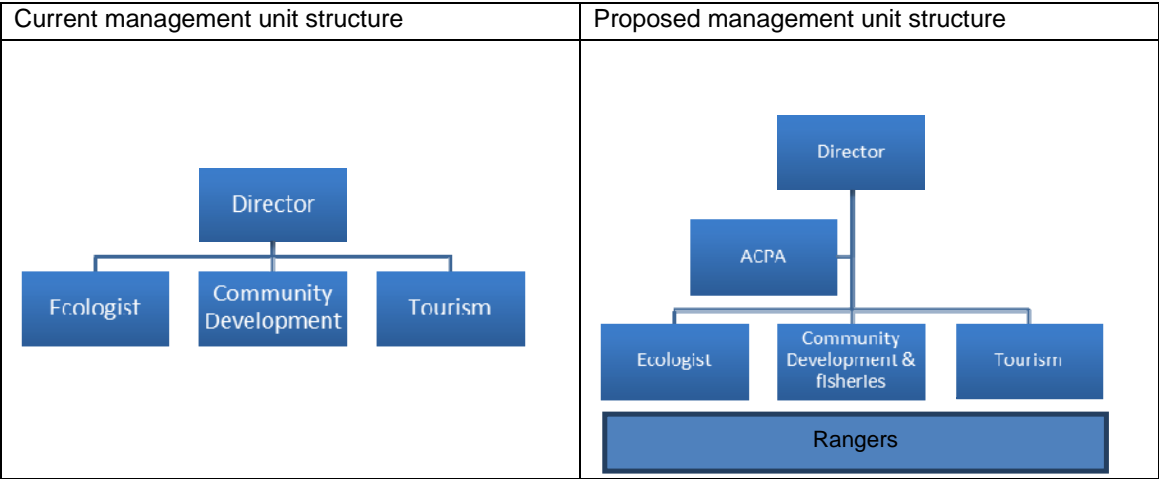 Current management unit structure
Proposed management unit structure
Director
Ecologist
Community
Development
Tourism
Director
ACPA
Ecologist
Community
Development &
fisheries
Tourism
Rangers